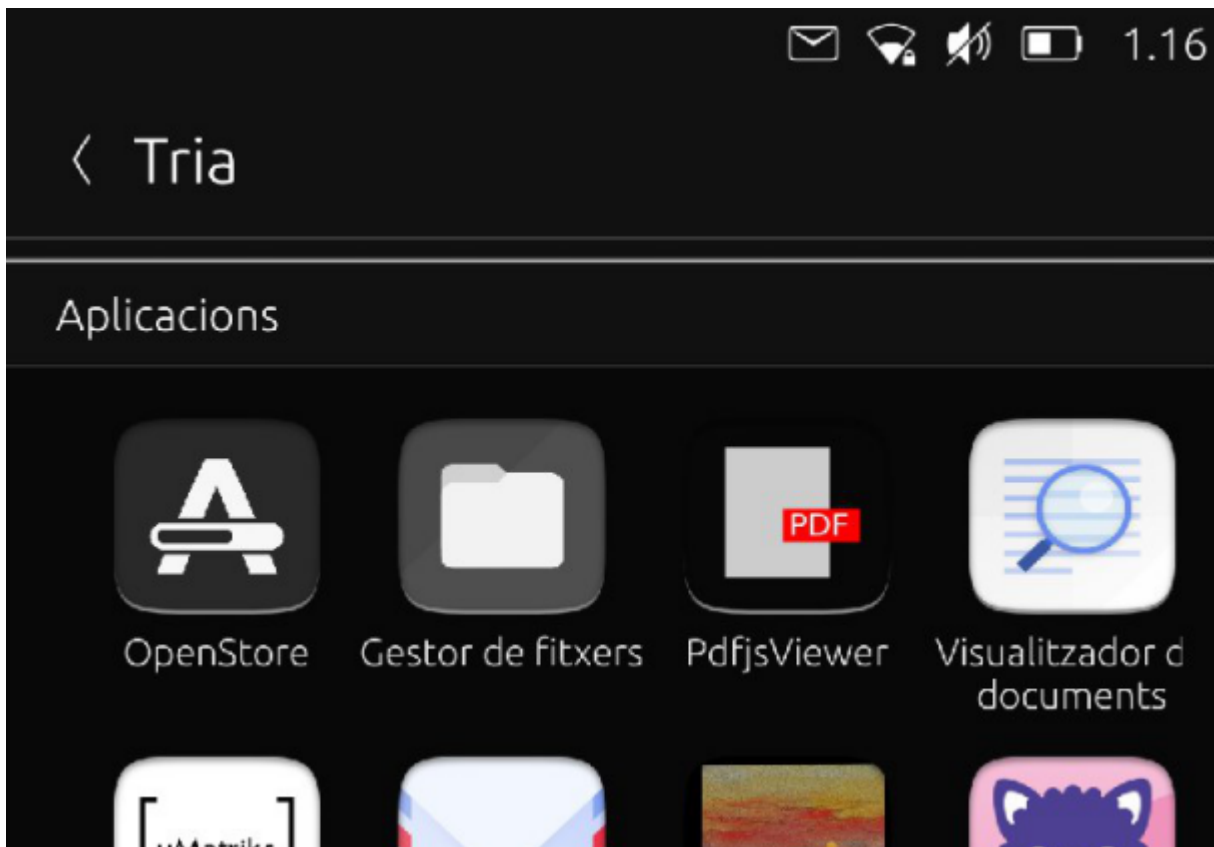 1.16
Tria
Aplicacions
PDF
OpenStore
Gestor de fitxers
PdfjsViewer
Visualitzador d
documents